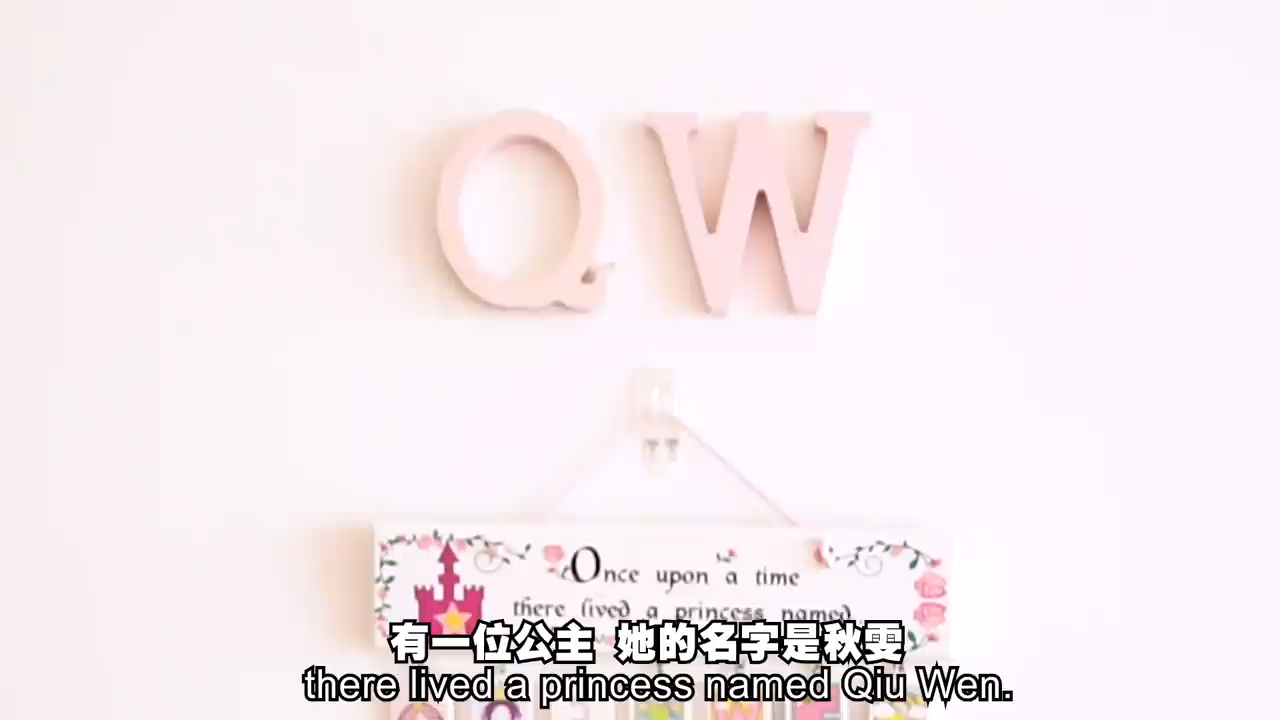 QW
Once upon a time
there lived a princess named
有一位公主 她的名字是秋雯
there lived a princess named Qiu Wen.